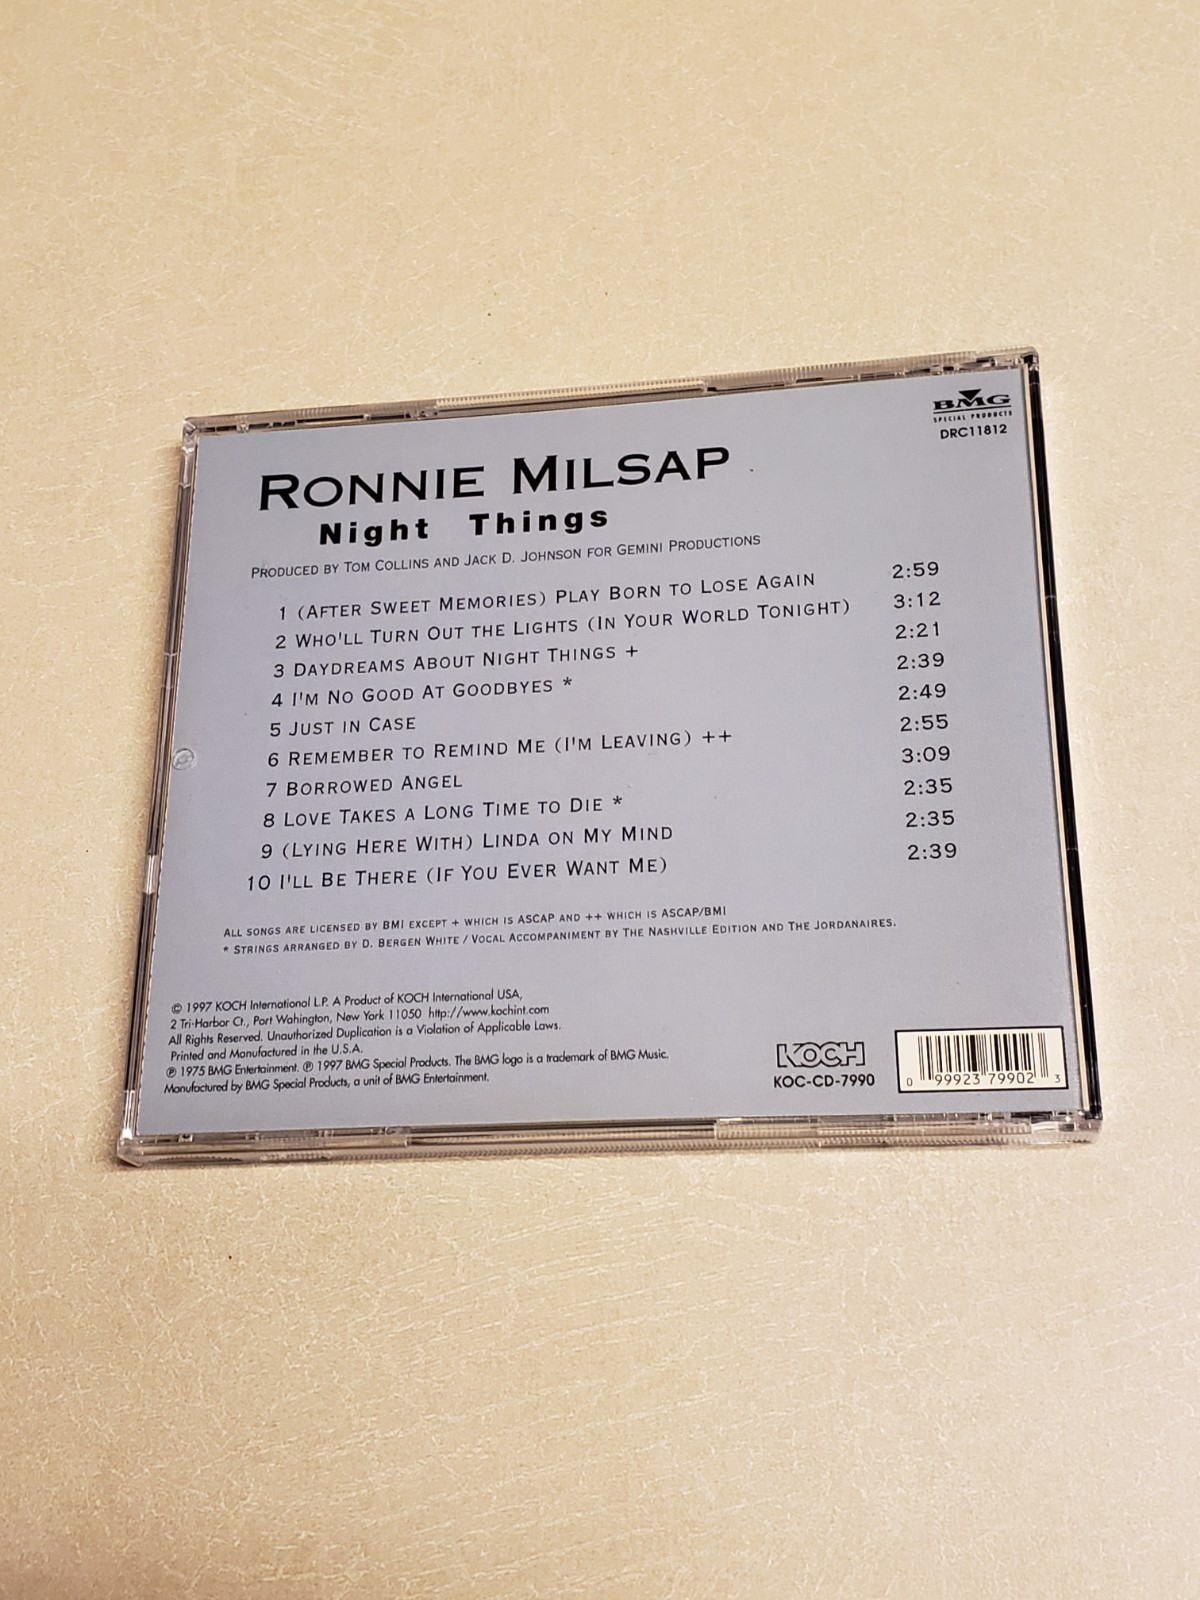 BMG
SPECIAL PRODUCTS
DRC11812
RONNIE MILSAP
Night Things
PRODUCED BY TOM COLLINS AND JACK D. JOHNSON FOR GEMINI PRODUCTIONS
1 (AFTER SWEET MEMORIES) PLAY BORN TO LOSE AGAIN 2:59
2 WHO'LL TURN OUT THE LIGHTS (IN YOUR WORLD TONIGHT) 3:12
3 DAYDREAMS ABOUT NIGHT THINGS + 2:21
4 I'M NO GOOD AT GOODBYES * 2:39
5 JUST IN CASE 2:49
6 REMEMBER TO REMIND ME (I'M LEAVING) ++ 2:55
7 BORROWED ANGEL 3:09
8 LOVE TAKES A LONG TIME TO DIE * 2:35
9 (LYING HERE WITH) LINDA ON MY MIND 2:35
10 I'LL BE THERE (IF YOU EVER WANT ME) 2:39
ALL SONGS ARE LICENSED BY BMI EXCEPT + WHICH IS ASCAP AND ++ WHICH IS ASCAP/BMI
* STRINGS ARRANGED BY D. BERGEN WHITE / VOCAL ACCOMPANIMENT BY THE NASHVILLE EDITION AND THE JORDANAIRES.
© 1997 KOCH International L.P. A Product of KOCH International USA,
2 Tri-Harbor Ct., Port Wahington, New York 11050 http://www.kochint.com
All Rights Reserved. Unauthorized Duplication is a Violation of Applicable Laws.
Printed and Manufactured in the U.S.A.
℗ 1975 BMG Entertainment. ℗ 1997 BMG Special Products. The BMG logo is a trademark of BMG Music.
Manufactured by BMG Special Products, a unit of BMG Entertainment.
KOCH
KOC-CD-7990
0 99923 79902 3